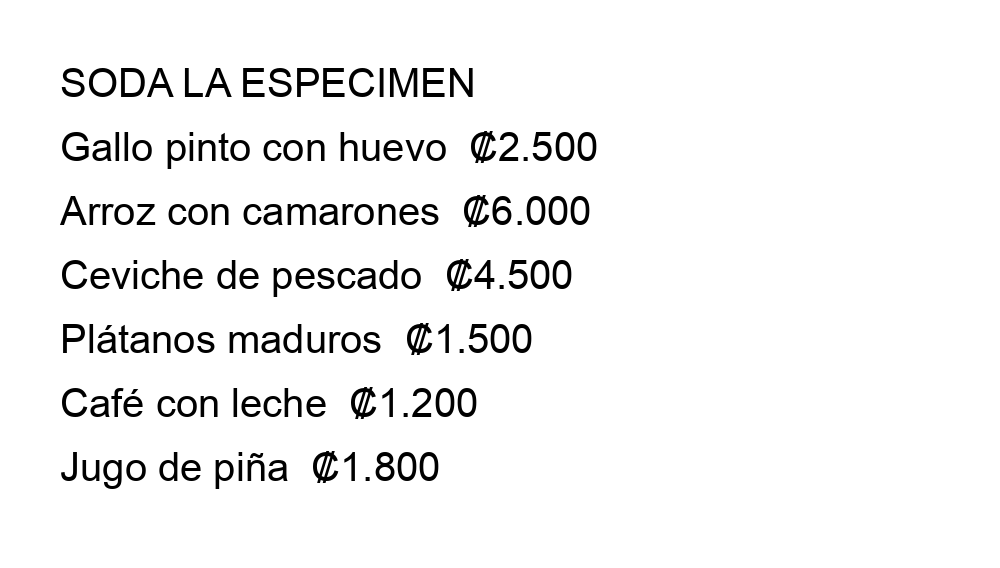 SODA LA ESPECIMEN
Gallo pinto con huevo  ₡2.500
Arroz con camarones  ₡6.000
Ceviche de pescado  ₡4.500
Plátanos maduros  ₡1.500
Café con leche  ₡1.200
Jugo de piña  ₡1.800